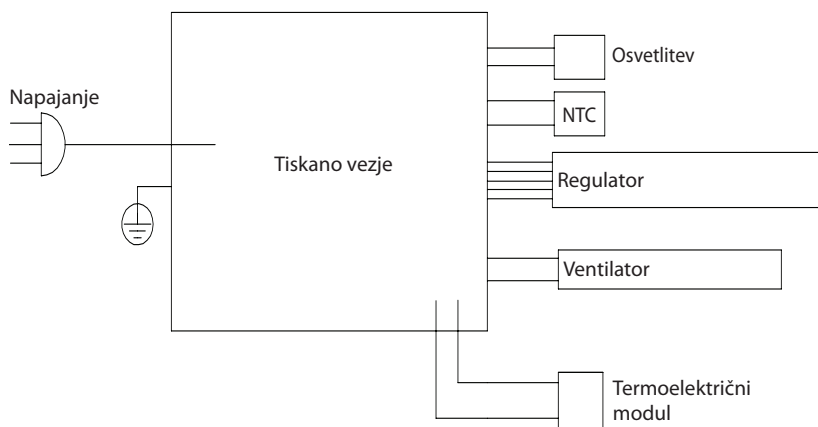 Napajanje
Tiskano vezje
Osvetlitev
NTC
Regulator
Ventilator
Termoelektrični
modul